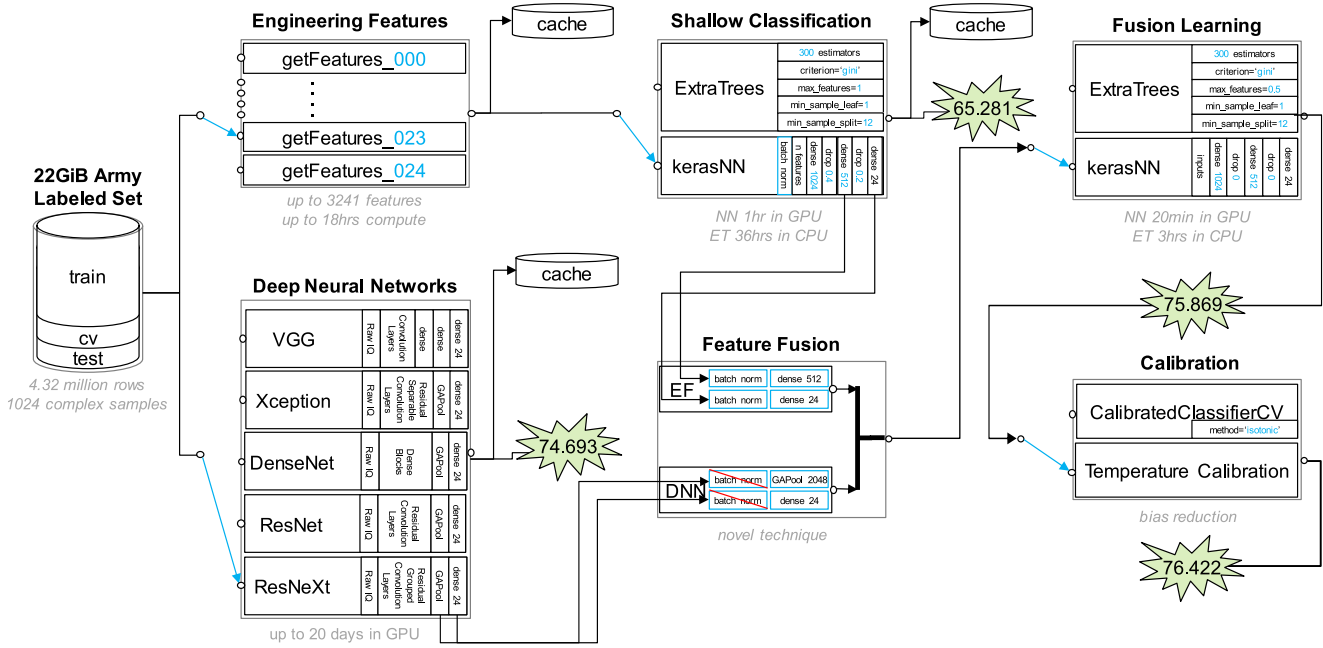 Engineering Features
getFeatures_000
getFeatures_023
getFeatures_024
up to 3241 features
up to 18hrs compute
cache
Shallow Classification
ExtraTrees
300 estimators
criterion='gini'
max_features=1
min_sample_leaf=1
min_sample_split=12
kerasNN
batch norm
n features
dense 1024
drop 0.4
dense 512
drop 0.2
dense 24
NN 1hr in GPU
ET 36hrs in CPU
cache
65.281
Fusion Learning
ExtraTrees
300 estimators
criterion='gini'
max_features=0,5
min_sample_leaf=1
min_sample_split=12
kerasNN
inputs
dense 1024
drop 0
dense 512
drop 0
dense 24
NN 20min in GPU
ET 3hrs in CPU
22GiB Army
Labeled Set
train
cv
test
4.32 million rows
1024 complex samples
Deep Neural Networks
VGG
Raw IQ
Convolution
Layers
dense
dense
dense 24
Xception
Raw IQ
Residual
Separable
Convolution
Layers
GAPool
dense 24
DenseNet
Raw IQ
Dense
Blocks
GAPool
dense 24
ResNet
Raw IQ
Residual
Convolution
Layers
GAPool
dense 24
ResNeXt
Raw IQ
Residual
Grouped
Convolution
Layers
GAPool
dense 24
up to 20 days in GPU
cache
74.693
Feature Fusion
EF
batch norm
dense 512
batch norm
dense 24
DNN
batch norm
GAPool 2048
batch norm
dense 24
novel technique
75.869
Calibration
CalibratedClassifierCV
method='isotonic'
Temperature Calibration
bias reduction
76.422